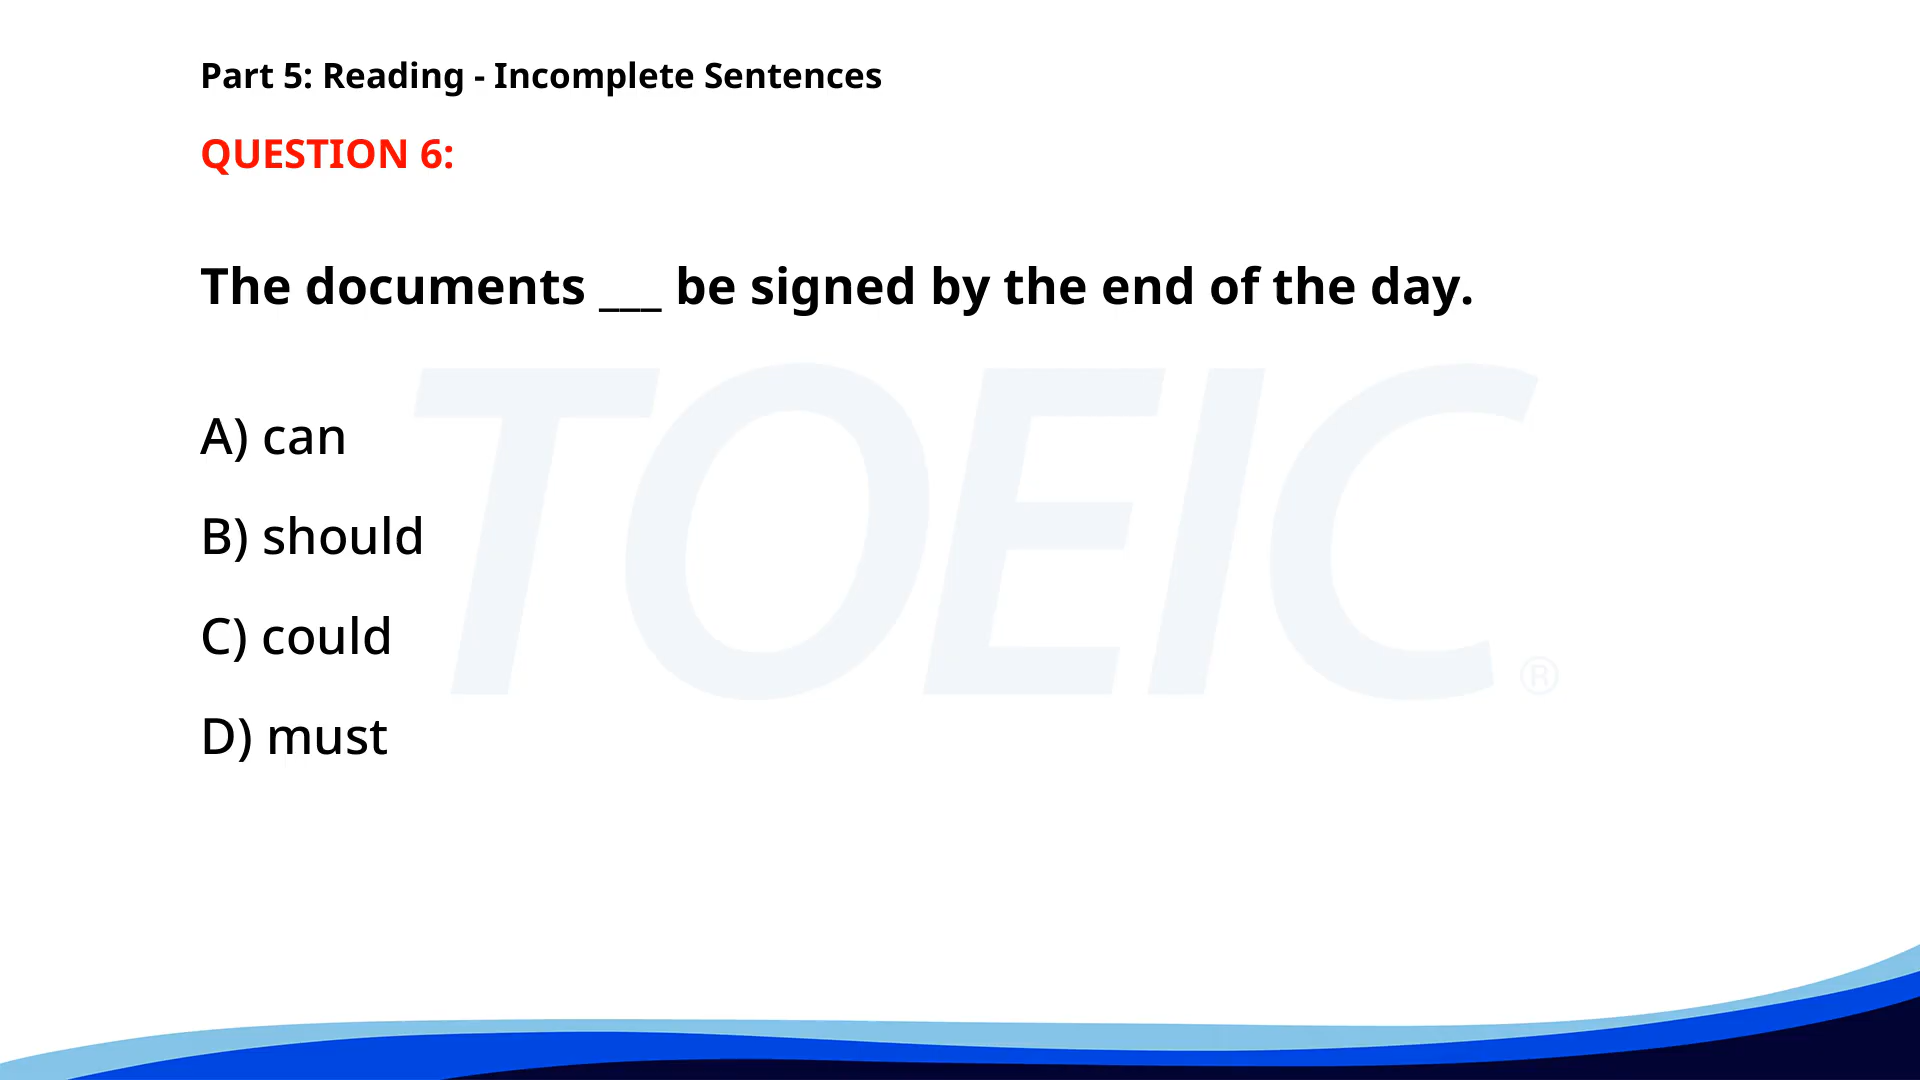 Part 5: Reading - Incomplete Sentences
QUESTION 6:
The documents ___ be signed by the end of the day.
TOEIC®
A) can
B) should
C) could
D) must